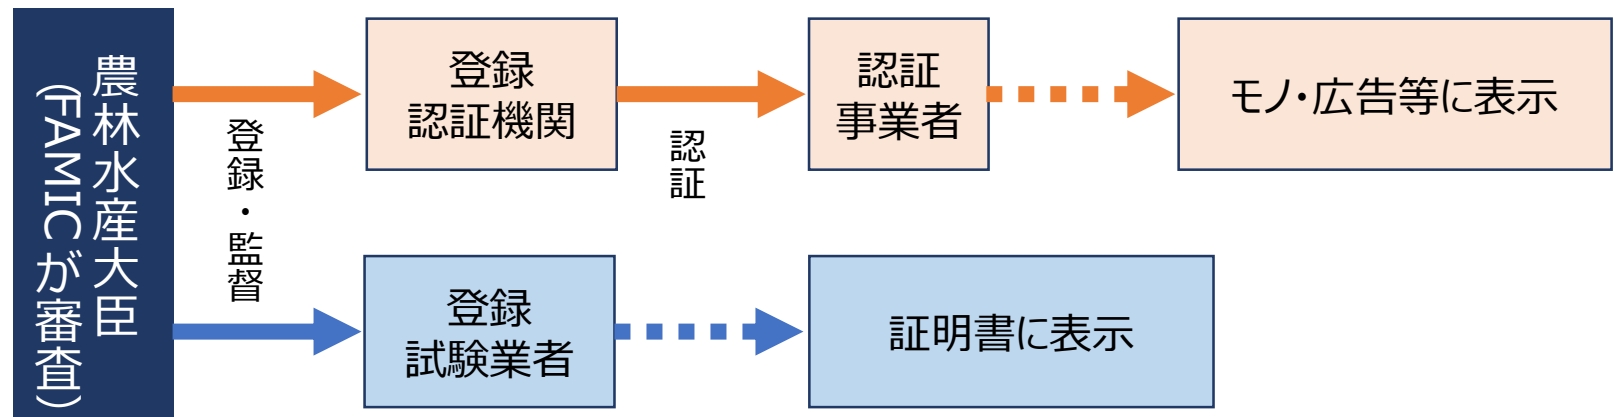 農林水産大臣
(FAMICが審査)
登録・監督
登録
認証機関
認証
認証
事業者
モノ・広告等に表示
登録
試験業者
証明書に表示